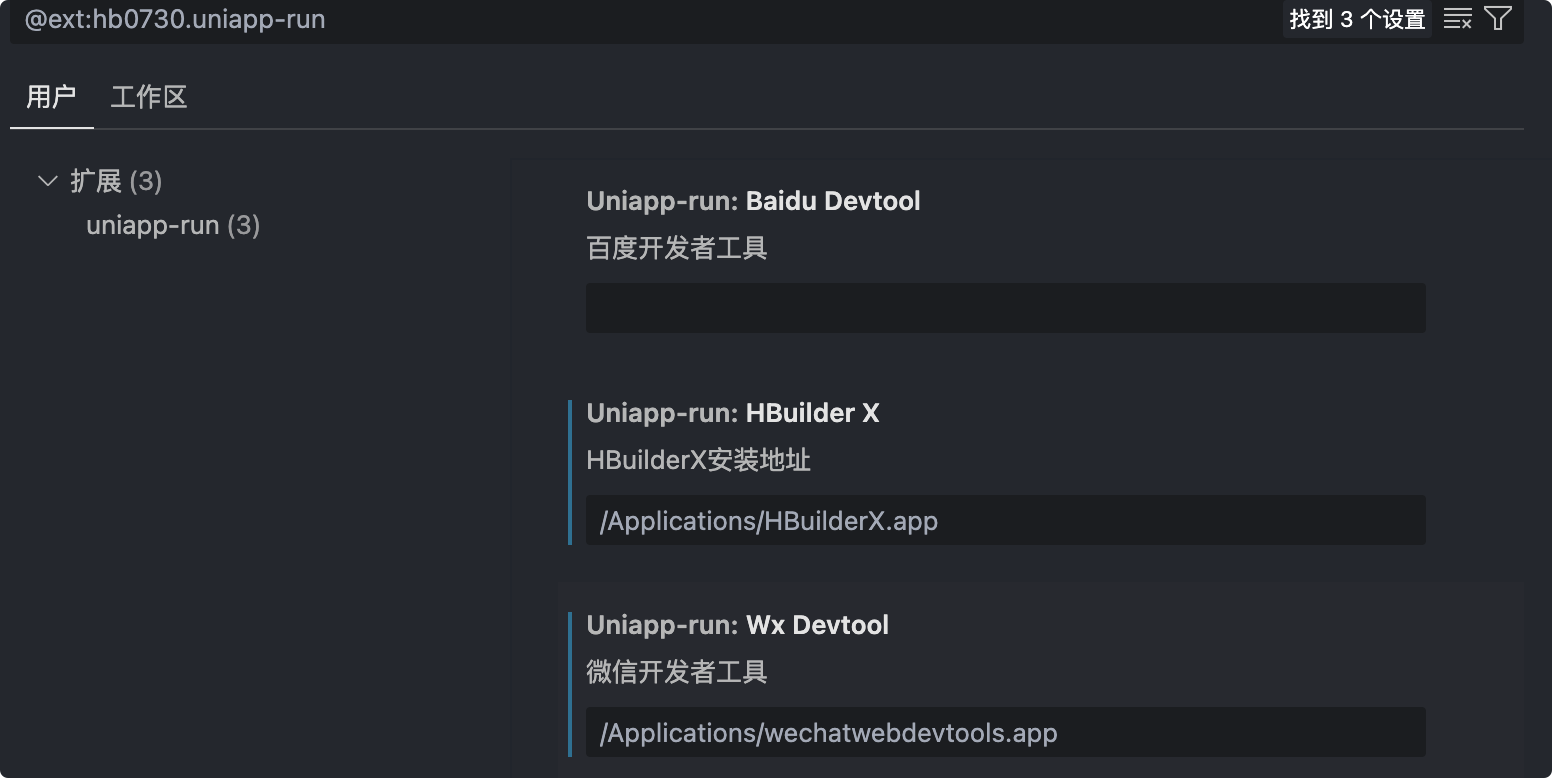 @ext:hb0730.uniapp-run
找到 3 个设置
用户 工作区
扩展 (3)
uniapp-run (3)
Uniapp-run: Baidu Devtool
百度开发者工具
Uniapp-run: HBuilder X
HBuilderX安装地址
/Applications/HBuilderX.app
Uniapp-run: Wx Devtool
微信开发者工具
/Applications/wechatwebdevtools.app